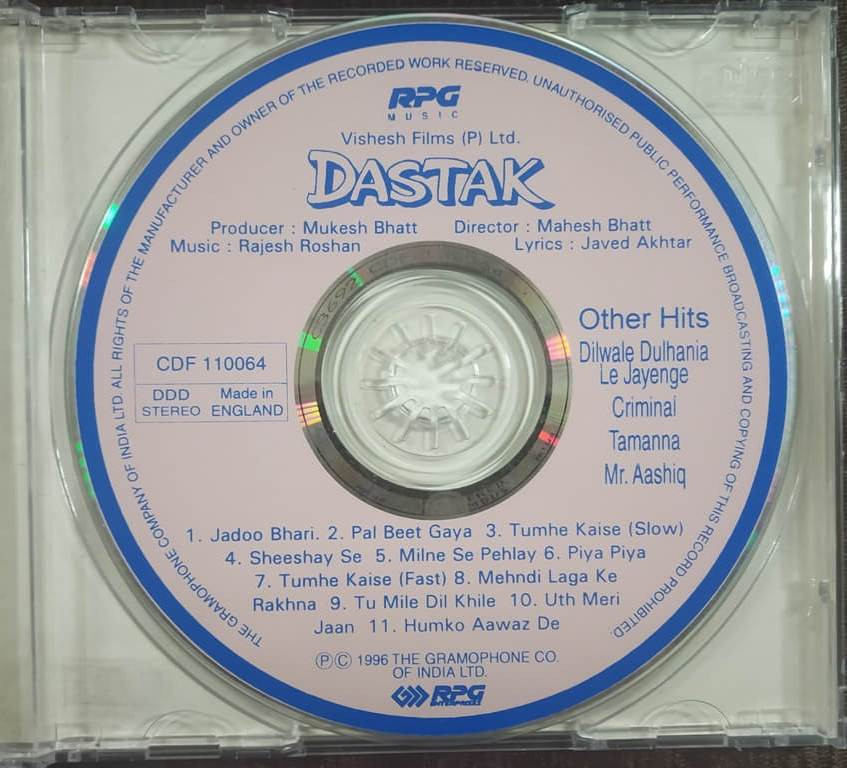 THE GRAMOPHONE COMPANY OF INDIA LTD. ALL RIGHTS OF THE MANUFACTURER AND OWNER OF THE RECORDED WORK RESERVED. UNAUTHORISED PUBLIC PERFORMANCE BROADCASTING AND COPYING OF THIS RECORD PROHIBITED.
RPG
MUSIC
Vishesh Films (P) Ltd.
DASTAK
Producer : Mukesh Bhatt Director : Mahesh Bhatt
Music : Rajesh Roshan Lyrics : Javed Akhtar
CDF 110064
DDD Made in
STEREO ENGLAND
Other Hits
Dilwale Dulhania
Le Jayenge
Criminal
Tamanna
Mr. Aashiq
1. Jadoo Bhari. 2. Pal Beet Gaya 3. Tumhe Kaise (Slow)
4. Sheeshay Se 5. Milne Se Pehlay 6. Piya Piya
7. Tumhe Kaise (Fast) 8. Mehndi Laga Ke
Rakhna 9. Tu Mile Dil Khile 10. Uth Meri
Jaan 11. Humko Aawaz De
ⓅⒸ 1996 THE GRAMOPHONE CO.
OF INDIA LTD.
RPG
ENTERPRISES